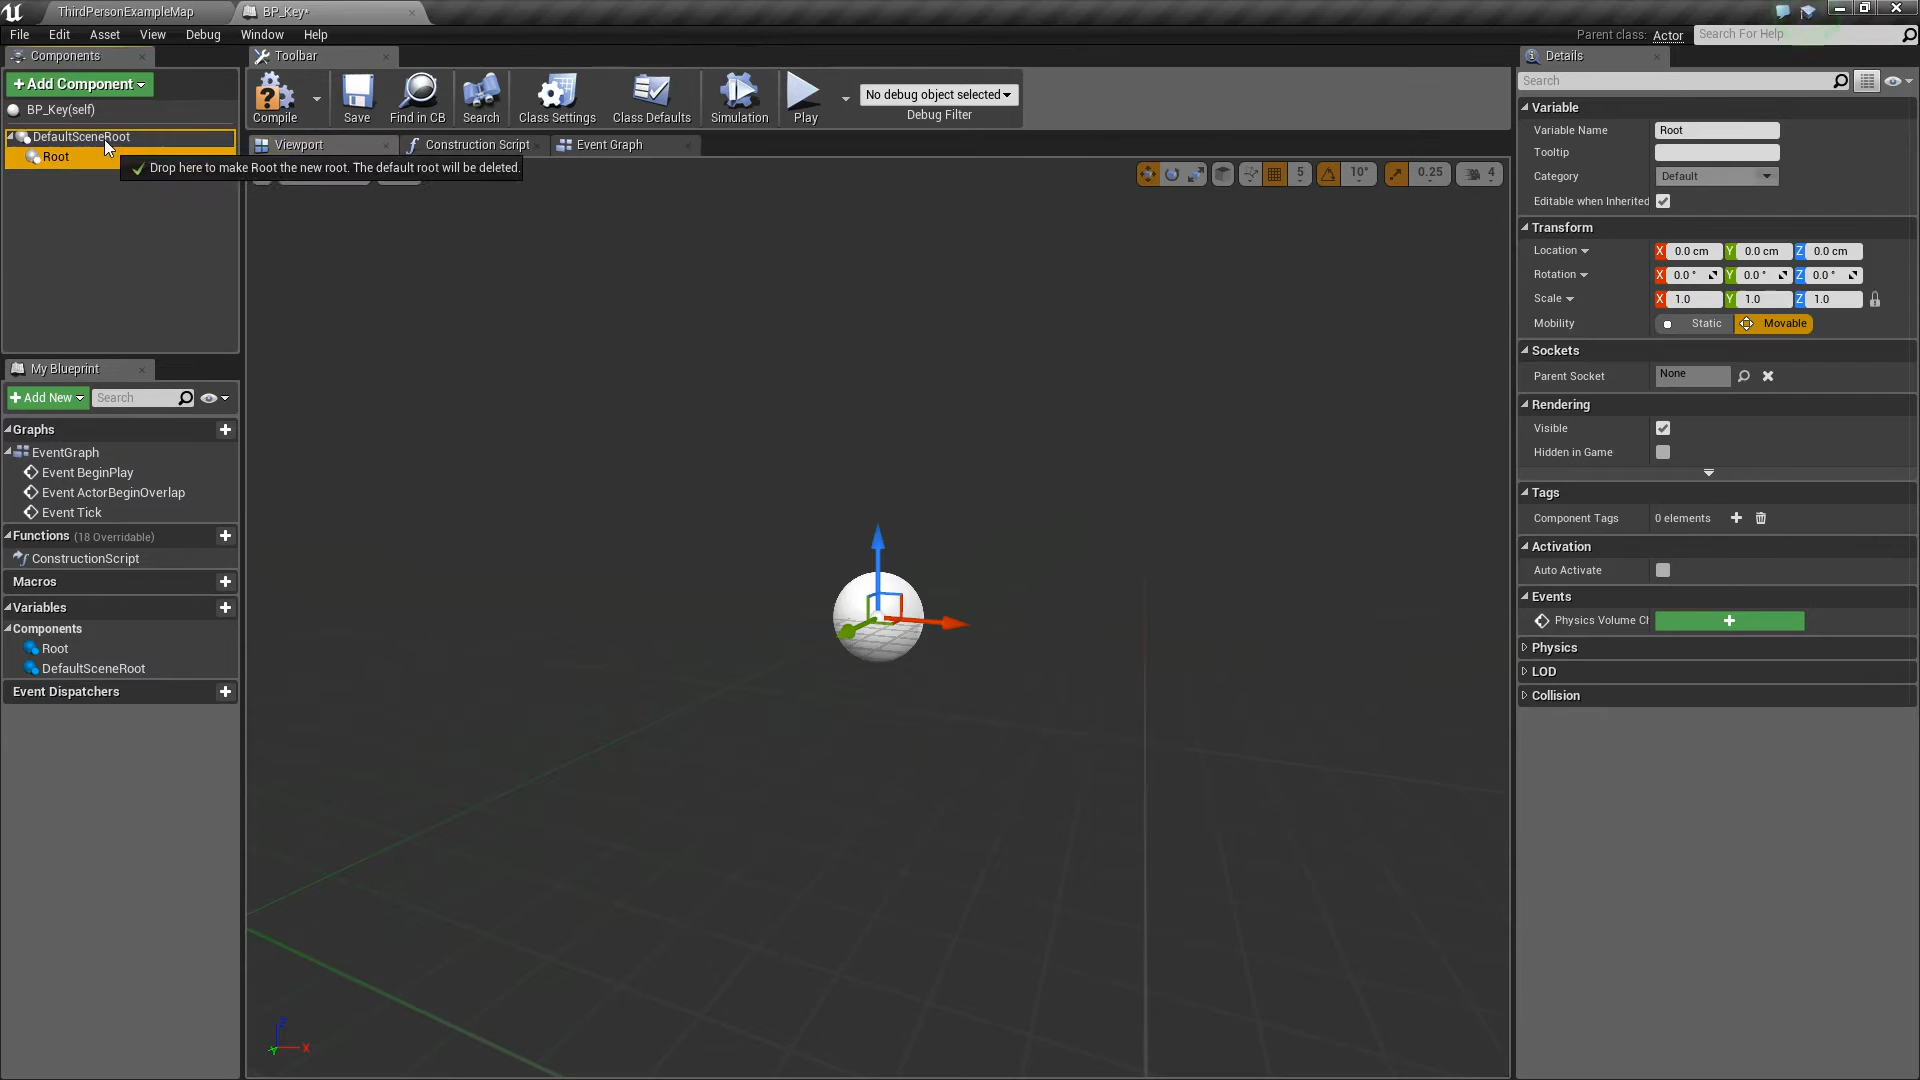 ThirdPersonExampleMap
BP_Key*
File Edit Asset View Debug Window Help
Parent class: Actor
Search For Help
Components
Toolbar
Details
+Add Component
Compile
Save
Find in CB
Search
Class Settings
Class Defaults
Simulation
Play
No debug object selected
Debug Filter
Search
BP_Key(self)
DefaultSceneRoot
Root
Drop here to make Root the new root. The default root will be deleted.
Viewport
Construction Script
Event Graph
5
10°
0.25
4
Variable
Variable Name Root
Tooltip
Category Default
Editable when Inherited
Transform
Location X 0.0 cm Y 0.0 cm Z 0.0 cm
Rotation X 0.0 ° Y 0.0 ° Z 0.0 °
Scale X 1.0 Y 1.0 Z 1.0
Mobility Static Movable
Sockets
Parent Socket None
Rendering
Visible
Hidden in Game
Tags
Component Tags 0 elements
Activation
Auto Activate
Events
Physics Volume Cl
Physics
LOD
Collision
My Blueprint
+Add New
Search
Graphs
EventGraph
Event BeginPlay
Event ActorBeginOverlap
Event Tick
Functions (18 Overridable)
ConstructionScript
Macros
Variables
Components
Root
DefaultSceneRoot
Event Dispatchers
Z
Y
X